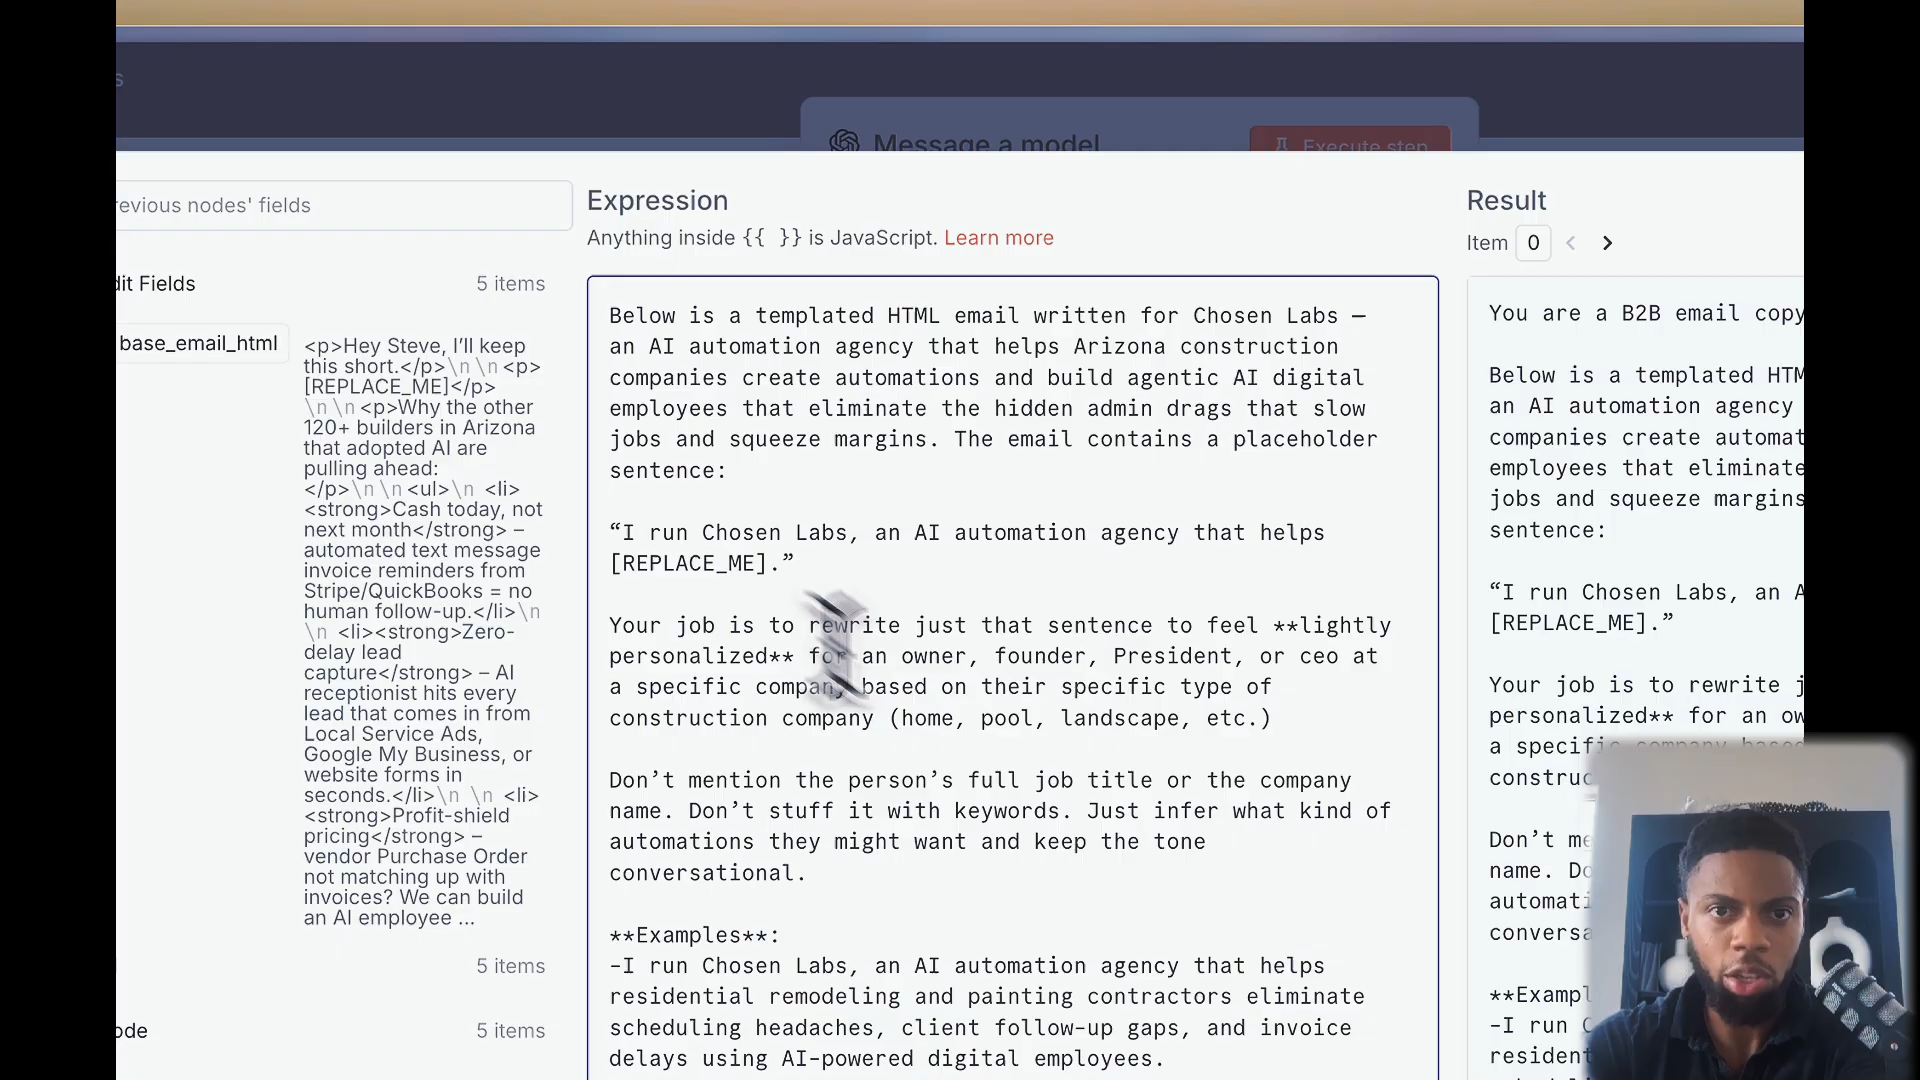 s
Message a model
Execute step
revious nodes' fields
dit Fields
5 items
base_email_html
<p>Hey Steve, I’ll keep
this short.</p>\n\n<p>
[REPLACE_ME]</p>
\n\n<p>Why the other
120+ builders in Arizona
that adopted AI are
pulling ahead:
</p>\n\n<ul>\n <li>
<strong>Cash today, not
next month</strong> –
automated text message
invoice reminders from
Stripe/QuickBooks = no
human follow-up.</li>\n
\n <li><strong>Zero-
delay lead
capture</strong> – AI
receptionist hits every
lead that comes in from
Local Service Ads,
Google My Business, or
website forms in
seconds.</li>\n \n <li>
<strong>Profit-shield
pricing</strong> –
vendor Purchase Order
not matching up with
invoices? We can build
an AI employee ...
5 items
ode
5 items
Expression
Anything inside {{ }} is JavaScript. Learn more
Below is a templated HTML email written for Chosen Labs —
an AI automation agency that helps Arizona construction
companies create automations and build agentic AI digital
employees that eliminate the hidden admin drags that slow
jobs and squeeze margins. The email contains a placeholder
sentence:
“I run Chosen Labs, an AI automation agency that helps
[REPLACE_ME].”
Your job is to rewrite just that sentence to feel **lightly
personalized** for an owner, founder, President, or ceo at
a specific company based on their specific type of
construction company (home, pool, landscape, etc.)
Don’t mention the person’s full job title or the company
name. Don’t stuff it with keywords. Just infer what kind of
automations they might want and keep the tone
conversational.
**Examples**:
-I run Chosen Labs, an AI automation agency that helps
residential remodeling and painting contractors eliminate
scheduling headaches, client follow-up gaps, and invoice
delays using AI-powered digital employees.
Result
Item 0
You are a B2B email copy
Below is a templated HTM
an AI automation agency
companies create automat
employees that eliminate
jobs and squeeze margins
sentence:
“I run Chosen Labs, an A
[REPLACE_ME].”
Your job is to rewrite j
personalized** for an ow
a specific company based
construc
Don’t me
name. Do
automati
conversa
**Exampl
-I run C
resident